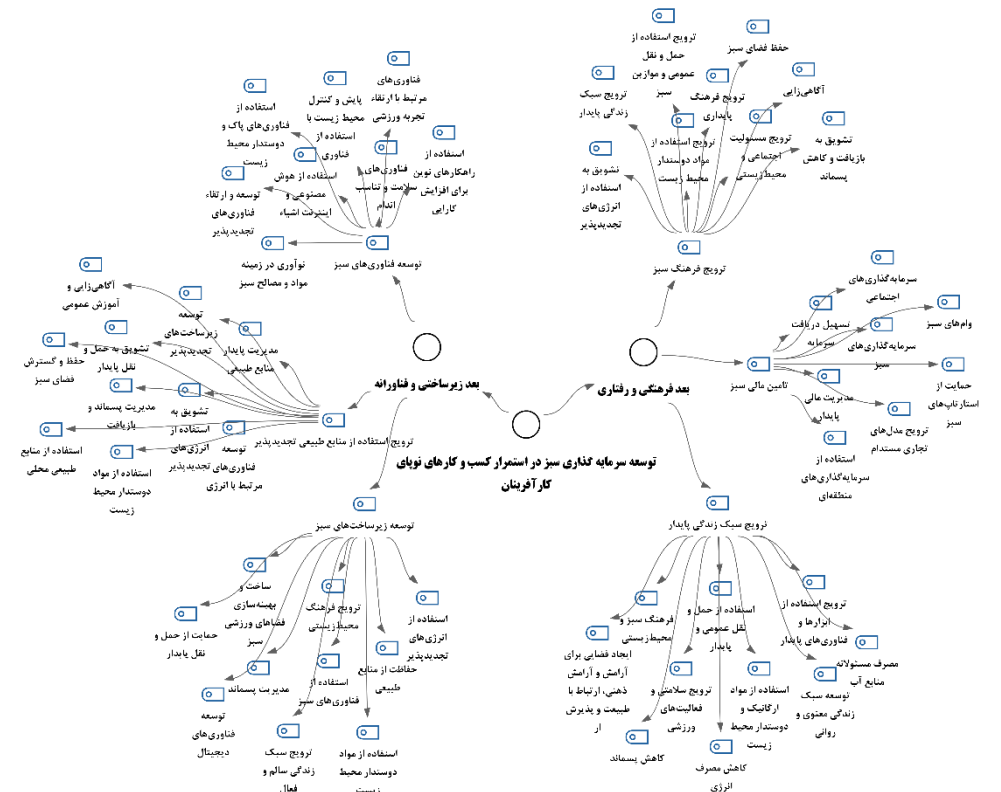 ترویج استفاده از
حمل و نقل
عمومی و موازین
سبز
حفظ فضای سبز
ترویج سبک
زندگی پایدار
ترویج فرهنگ
پایداری
آگاهی‌زایی
تشویق به
استفاده از
انرژی‌های
تجدیدپذیر
ترویج استفاده از
مواد دوستدار
محیط زیست
ترویج مسئولیت
اجتماعی و
محیط‌زیستی
تشویق به
بازیافت و کاهش
پسماند
ترویج فرهنگ سبز
فناوری‌های
مرتبط با ارتقاء
تجربه ورزشی
پایش و کنترل
محیط زیست با
استفاده از
فناوری
استفاده از
فناوری‌های پاک و
دوستدار محیط
زیست
استفاده از
راهکارهای نوین
برای افزایش
کارایی
فناوری‌های
سلامت و تناسب
اندام
استفاده از هوش
مصنوعی و
اینترنت اشیاء
توسعه و ارتقاء
فناوری‌های
تجدیدپذیر
نوآوری در زمینه
مواد و مصالح سبز
توسعه فناوری‌های سبز
سرمایه‌گذاری‌های
اجتماعی
وام‌های سبز
تسهیل دریافت
سرمایه
سرمایه‌گذاری‌های
سبز
حمایت از
استارتاپ‌های
سبز
مدیریت مالی
پایدار
ترویج مدل‌های
تجاری مستدام
استفاده از
سرمایه‌گذاری‌های
منطقه‌ای
تامین مالی سبز
آگاهی‌زایی و
آموزش عمومی
توسعه
زیرساخت‌های
تجدیدپذیر
مدیریت پایدار
منابع طبیعی
تشویق به حمل و
نقل پایدار
حفظ و گسترش
فضای سبز
مدیریت پسماند و
بازیافت
تشویق به
استفاده از
انرژی‌های
تجدیدپذیر
توسعه
فناوری‌های
مرتبط با انرژی
استفاده از منابع
طبیعی محلی
استفاده از مواد
دوستدار محیط
زیست
ترویج استفاده از منابع طبیعی تجدیدپذیر
بعد فرهنگی و رفتاری
بعد زیرساختی و فناورانه
توسعه سرمایه گذاری سبز در استمرار کسب و کارهای نوپای
کارآفرینان
ترویج سبک زندگی پایدار
ترویج استفاده از
ابزارها و
فناوری‌های پایدار
استفاده از حمل و
نقل عمومی و
پایدار
فرهنگ سبز و
محیط‌زیستی
ایجاد فضایی برای
آرامش و آرامش
ذهنی، ارتباط با
طبیعت و پذیرش
از
مصرف مسئولانه
منابع آب
توسعه سبک
زندگی معنوی و
روانی
استفاده از مواد
ارگانیک و
دوستدار محیط
زیست
ترویج سلامتی و
فعالیت‌های
ورزشی
کاهش پسماند
کاهش مصرف
انرژی
توسعه زیرساخت‌های سبز
ساخت و
بهینه‌سازی
فضاهای ورزشی
سبز
ترویج فرهنگ
محیط‌زیستی
استفاده از
انرژی‌های
تجدیدپذیر
حمایت از حمل و
نقل پایدار
حفاظت از منابع
طبیعی
استفاده از
فناوری‌های سبز
مدیریت پسماند
توسعه
فناوری‌های
دیجیتال
ترویج سبک
زندگی سالم و
فعال
استفاده از مواد
دوستدار محیط
زیست